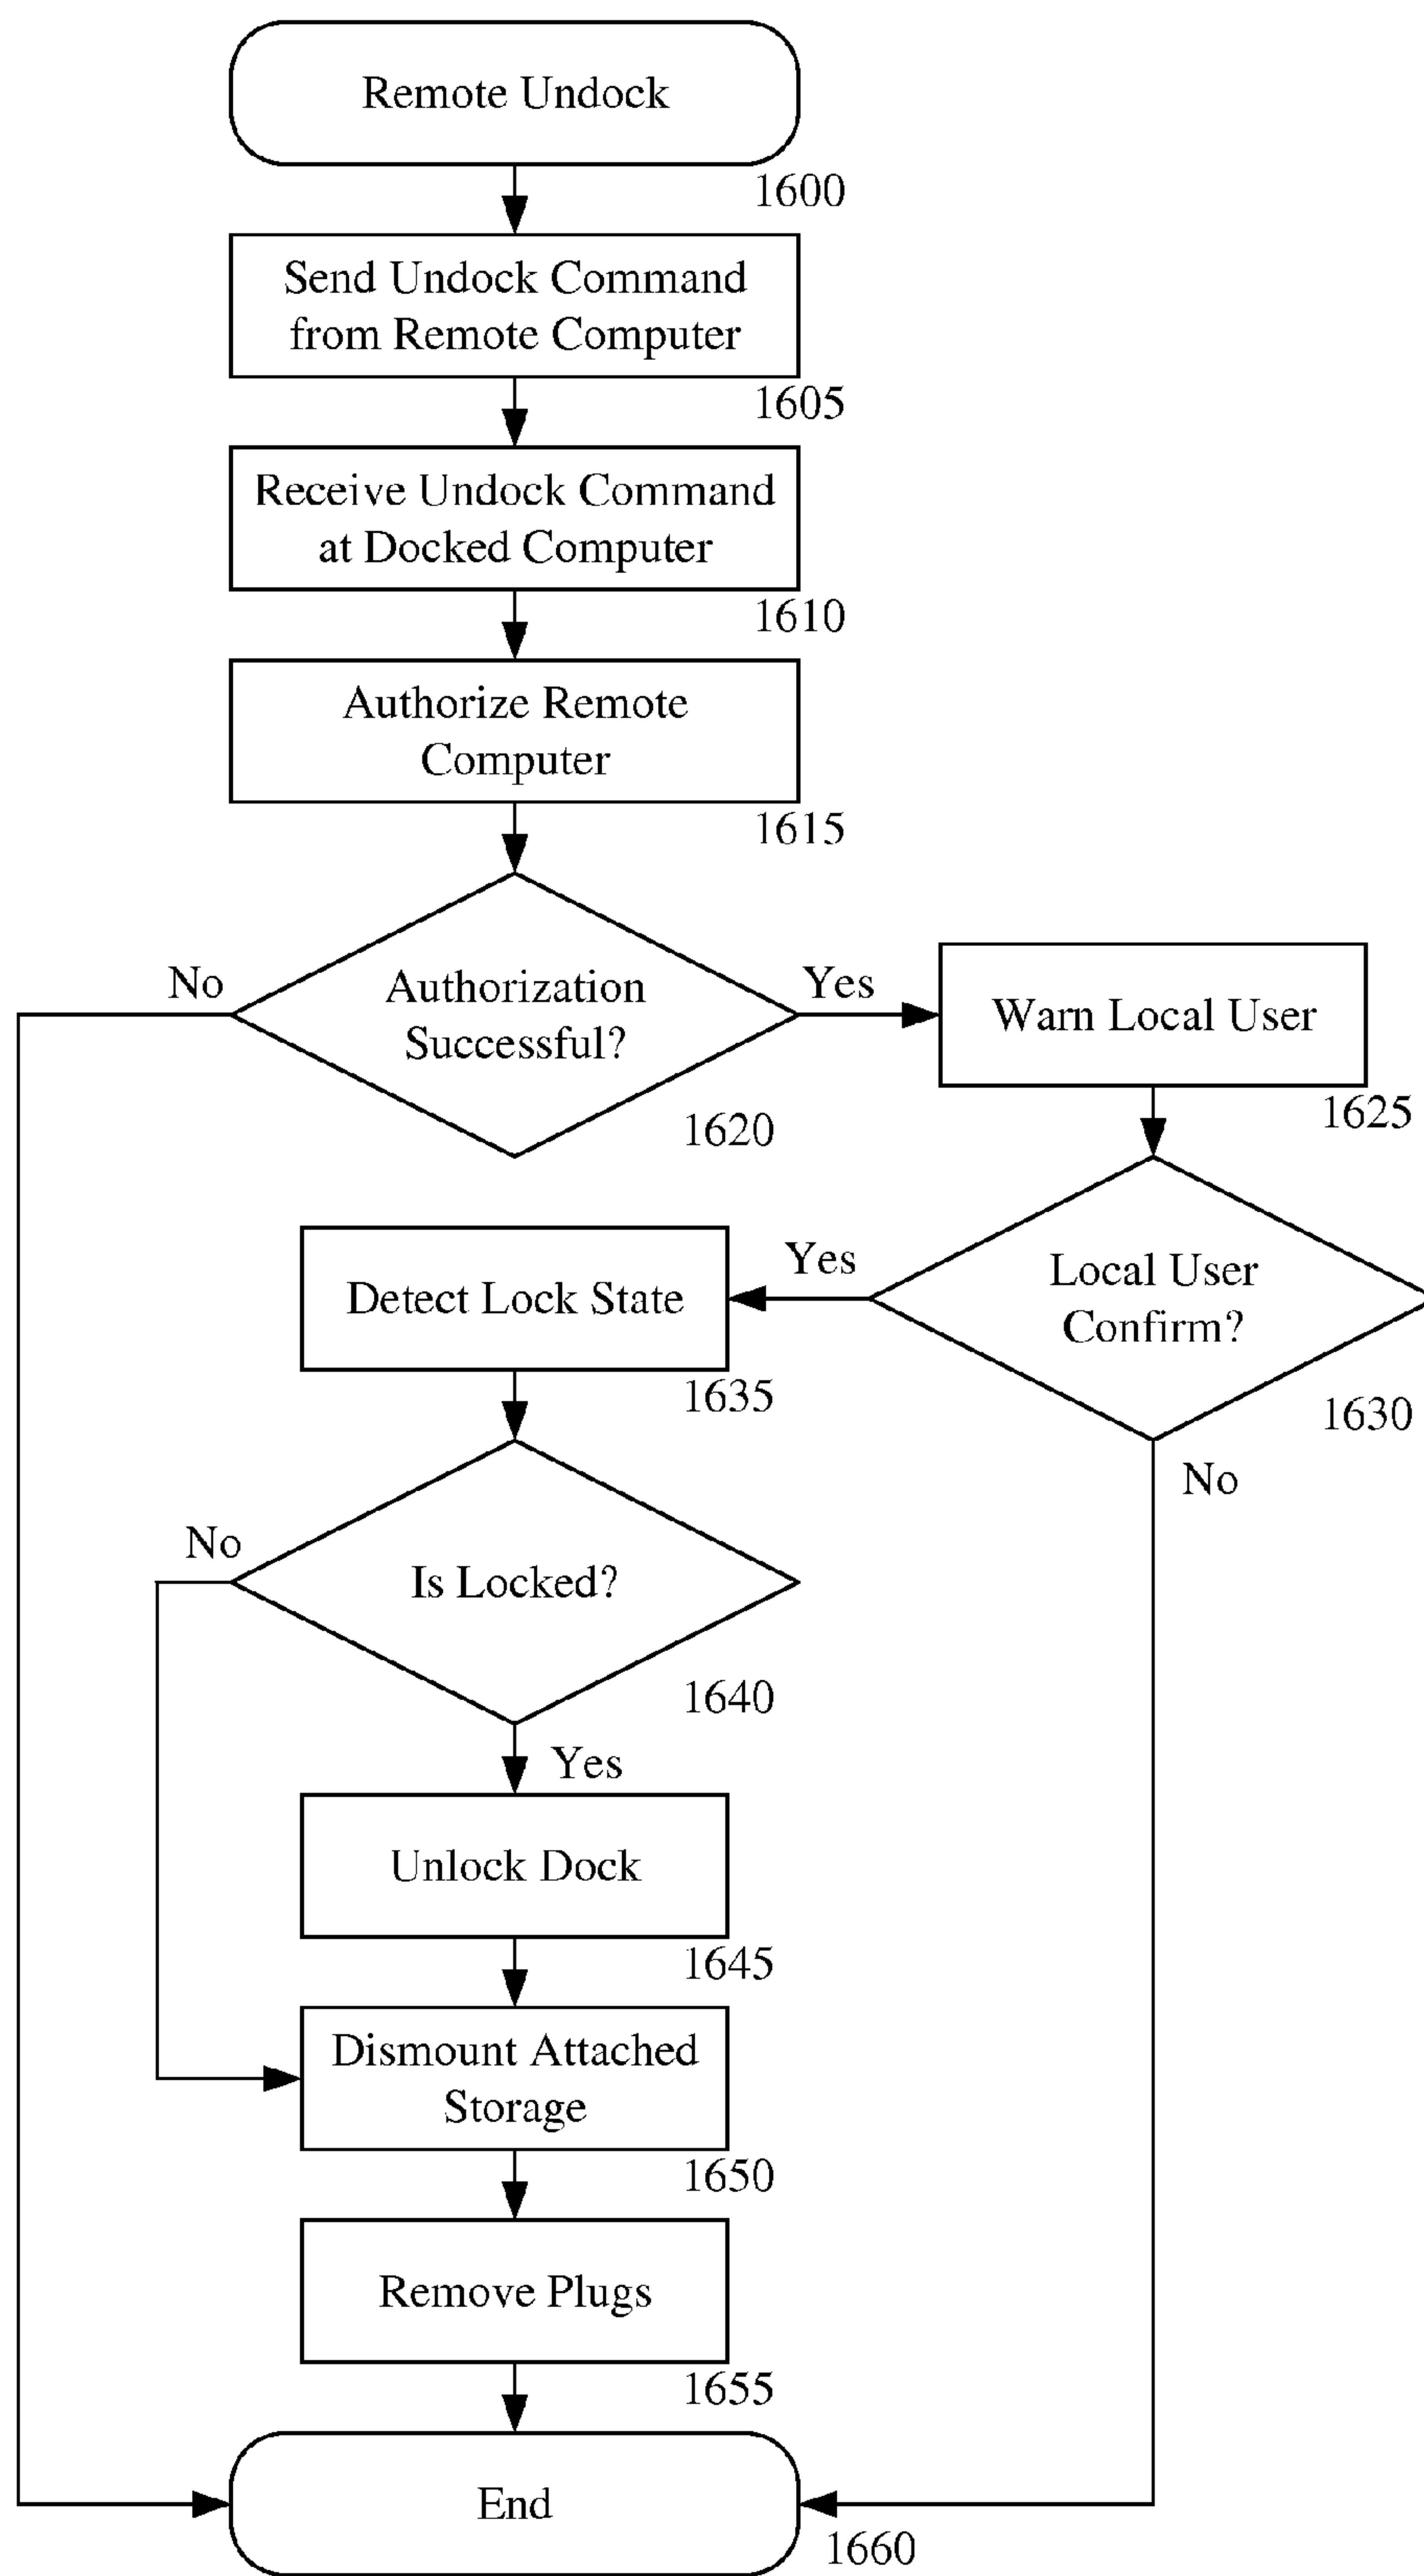 Remote Undock
1600
Send Undock Command
from Remote Computer
1605
Receive Undock Command
at Docked Computer
1610
Authorize Remote
Computer
1615
Authorization
Successful?
No
Yes
1620
Warn Local User
1625
Local User
Confirm?
Yes
No
1630
Detect Lock State
1635
Is Locked?
No
Yes
1640
Unlock Dock
1645
Dismount Attached
Storage
1650
Remove Plugs
1655
End
1660